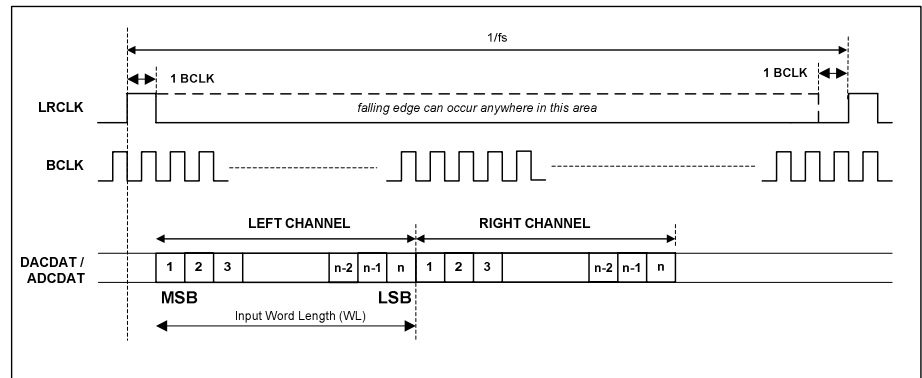 1/fs
1 BCLK
1 BCLK
LRCLK
falling edge can occur anywhere in this area
BCLK
LEFT CHANNEL
RIGHT CHANNEL
DACDAT /
ADCDAT
1 2 3 n-2 n-1 n 1 2 3 n-2 n-1 n
MSB
LSB
Input Word Length (WL)